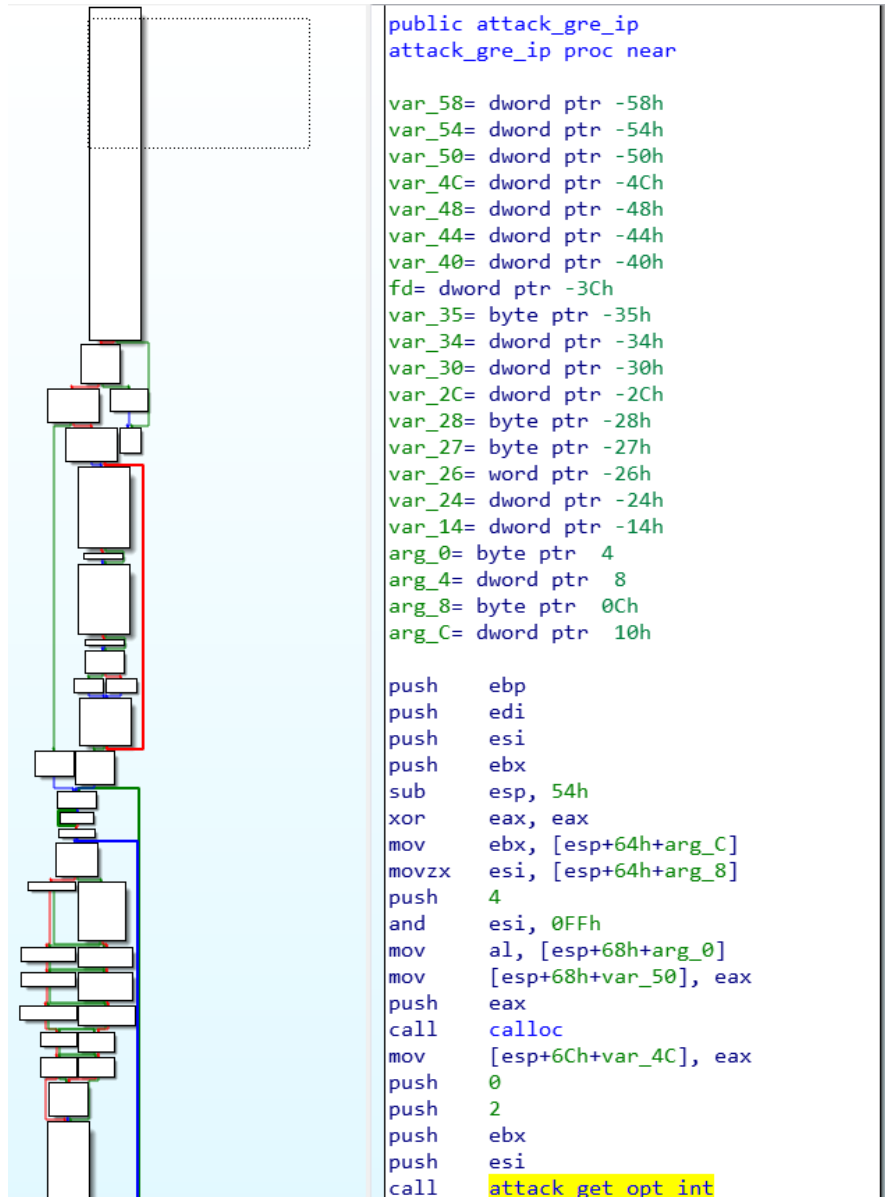 public attack_gre_ip
attack_gre_ip proc near
var_58= dword ptr -58h
var_54= dword ptr -54h
var_50= dword ptr -50h
var_4C= dword ptr -4Ch
var_48= dword ptr -48h
var_44= dword ptr -44h
var_40= dword ptr -40h
fd= dword ptr -3Ch
var_35= byte ptr -35h
var_34= dword ptr -34h
var_30= dword ptr -30h
var_2C= dword ptr -2Ch
var_28= byte ptr -28h
var_27= byte ptr -27h
var_26= word ptr -26h
var_24= dword ptr -24h
var_14= dword ptr -14h
arg_0= byte ptr  4
arg_4= dword ptr  8
arg_8= byte ptr  0Ch
arg_C= dword ptr  10h
push    ebp
push    edi
push    esi
push    ebx
sub     esp, 54h
xor     eax, eax
mov     ebx, [esp+64h+arg_C]
movzx   esi, [esp+64h+arg_8]
push    4
and     esi, 0FFh
mov     al, [esp+68h+arg_0]
mov     [esp+68h+var_50], eax
push    eax
call    calloc
mov     [esp+6Ch+var_4C], eax
push    0
push    2
push    ebx
push    esi
call    attack_get_opt_int